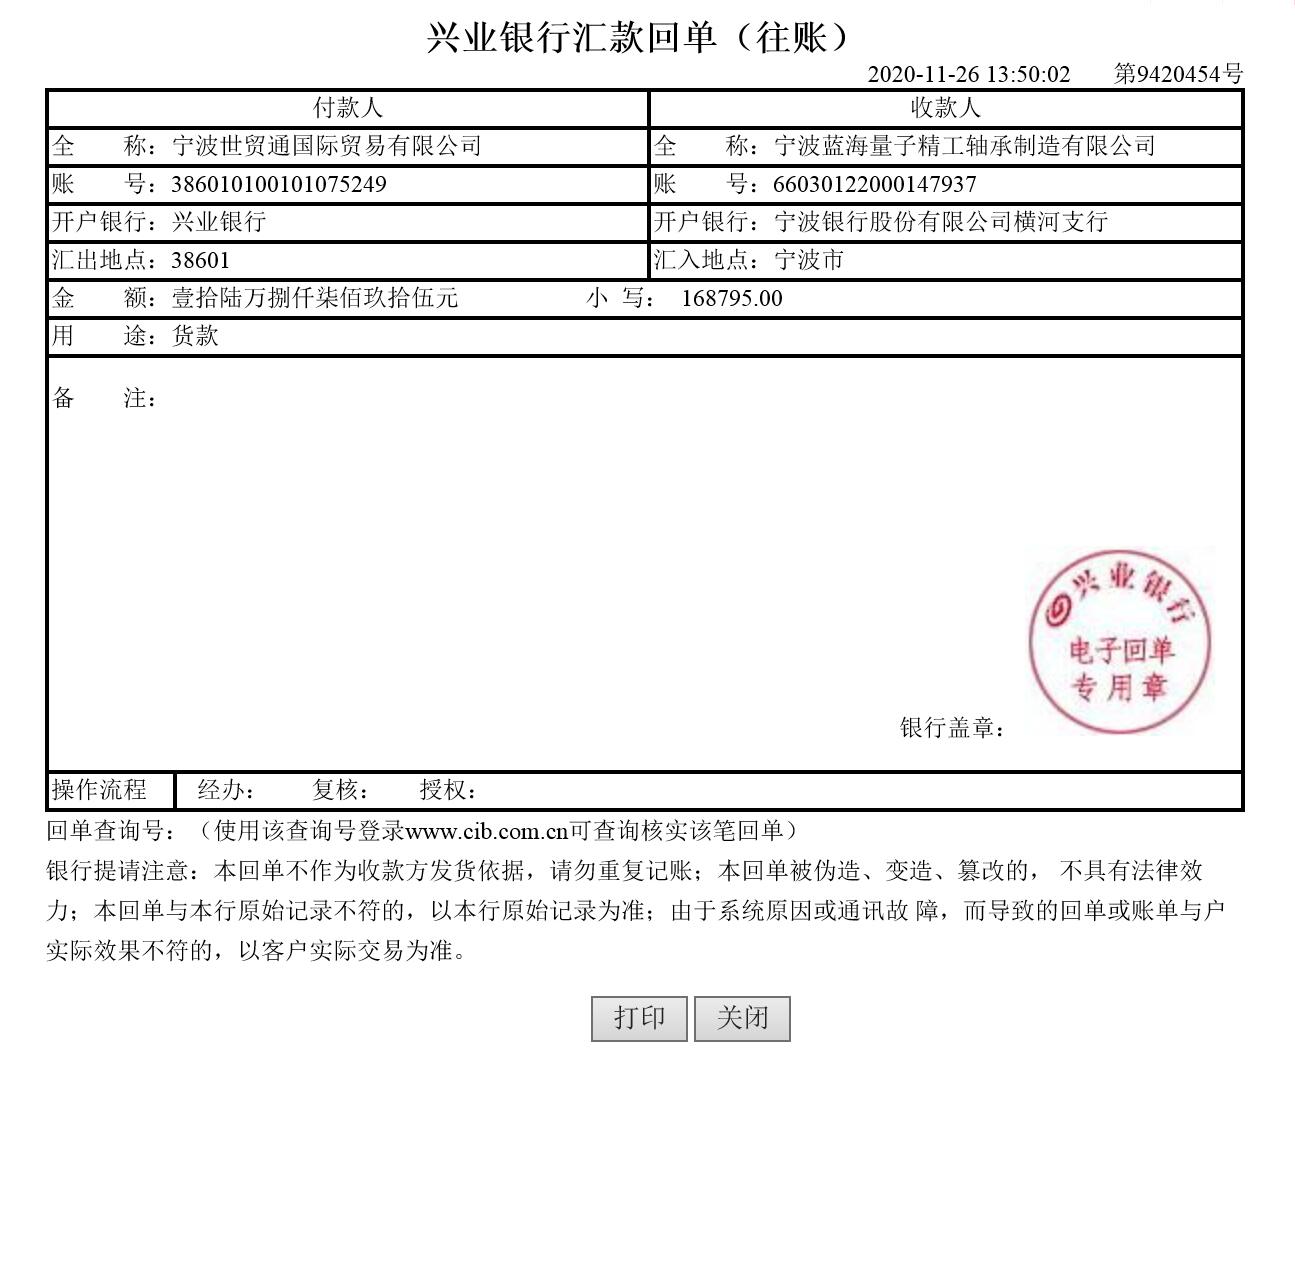 兴业银行汇款回单（往账）
2020-11-26 13:50:02 第9420454号
付款人 收款人
全 称：宁波世贸通国际贸易有限公司 全 称：宁波蓝海量子精工轴承制造有限公司
账 号：386010100101075249 账 号：66030122000147937
开户银行：兴业银行 开户银行：宁波银行股份有限公司横河支行
汇出地点：38601 汇入地点：宁波市
金 额：壹拾陆万捌仟柒佰玖拾伍元 小 写： 168795.00
用 途：货款
备 注：
兴业银行
电子回单
专用章
银行盖章：
操作流程 经办： 复核： 授权：
回单查询号：（使用该查询号登录www.cib.com.cn可查询核实该笔回单）
银行提请注意：本回单不作为收款方发货依据，请勿重复记账；本回单被伪造、变造、篡改的， 不具有法律效
力；本回单与本行原始记录不符的，以本行原始记录为准；由于系统原因或通讯故 障，而导致的回单或账单与户
实际效果不符的，以客户实际交易为准。
打印 关闭